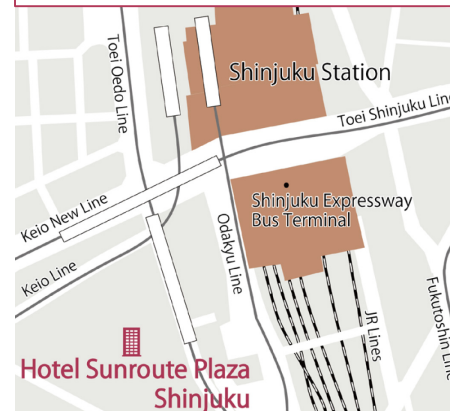 Toei Oedo Line
Shinjuku Station
Toei Shinjuku Line
Shinjuku Expressway
Bus Terminal
Keio New Line
Odakyu Line
Keio Line
JR Lines
Fukutoshin Line
Hotel Sunroute Plaza
Shinjuku